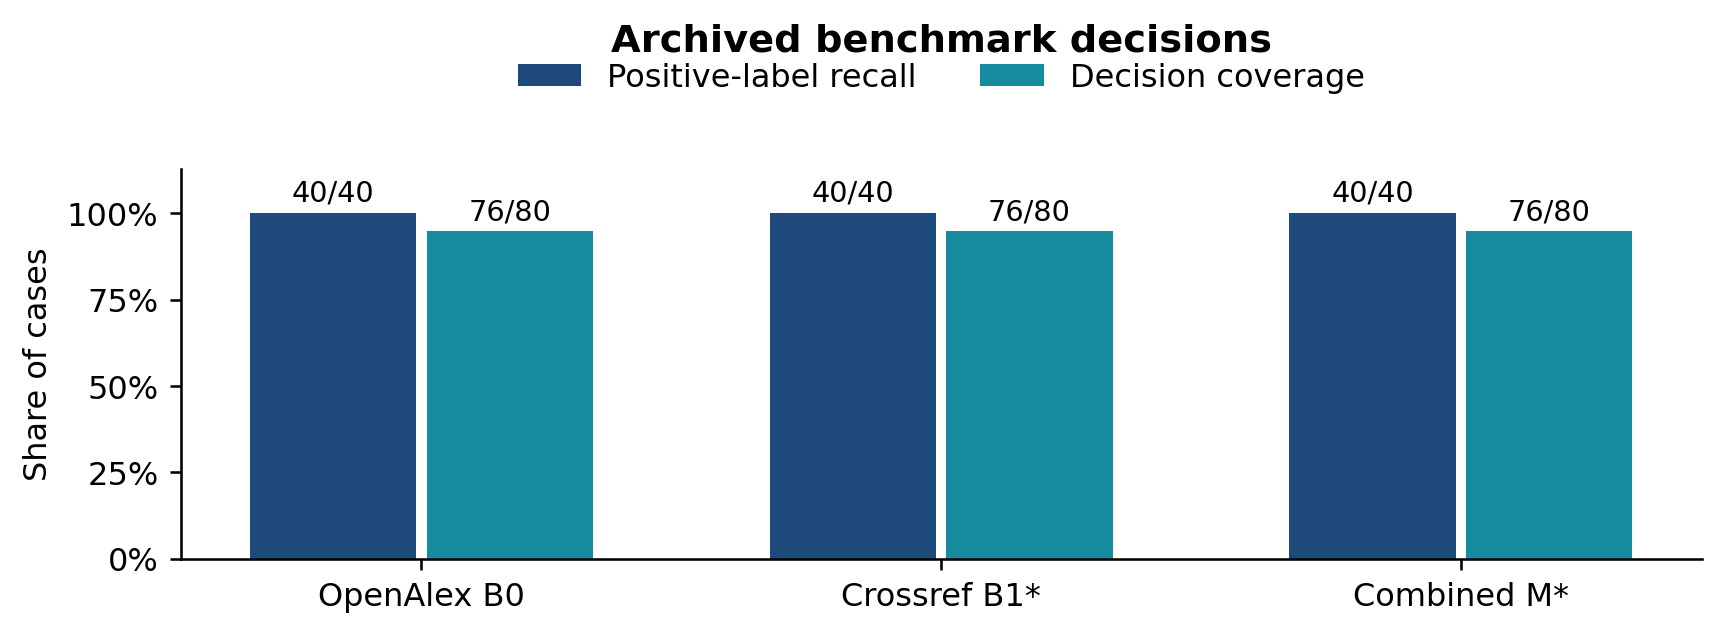 Archived benchmark decisions
Positive-label recall Decision coverage
40/40 76/80 40/40 76/80 40/40 76/80
100%
75%
50%
25%
0%
Share of cases
OpenAlex B0 Crossref B1* Combined M*